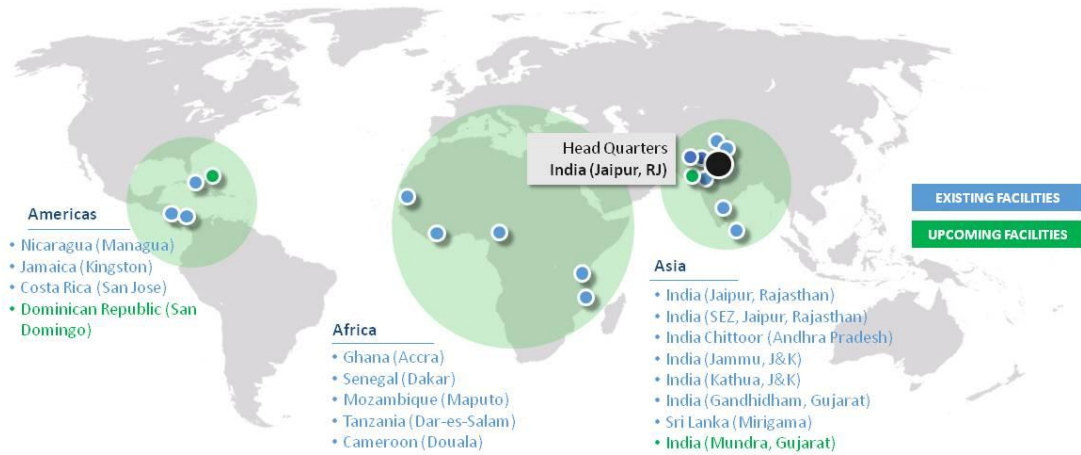 Head Quarters
India (Jaipur, RJ)
EXISTING FACILITIES
UPCOMING FACILITIES
Americas
• Nicaragua (Managua)
• Jamaica (Kingston)
• Costa Rica (San Jose)
• Dominican Republic (San
Domingo)
Africa
• Ghana (Accra)
• Senegal (Dakar)
• Mozambique (Maputo)
• Tanzania (Dar-es-Salam)
• Cameroon (Douala)
Asia
• India (Jaipur, Rajasthan)
• India (SEZ, Jaipur, Rajasthan)
• India Chittoor (Andhra Pradesh)
• India (Jammu, J&K)
• India (Kathua, J&K)
• India (Gandhidham, Gujarat)
• Sri Lanka (Mirigama)
• India (Mundra, Gujarat)